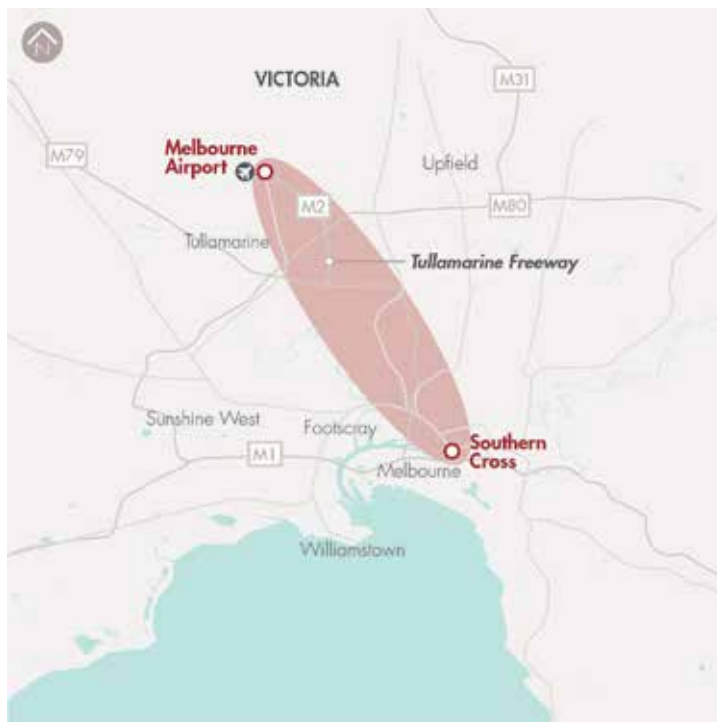 N
VICTORIA
M31
M79
Melbourne
Airport
Upfield
M2
M80
Tullamarine
Tullamarine Freeway
Sunshine West
Footscray
M1
Southern
Cross
Melbourne
Williamstown